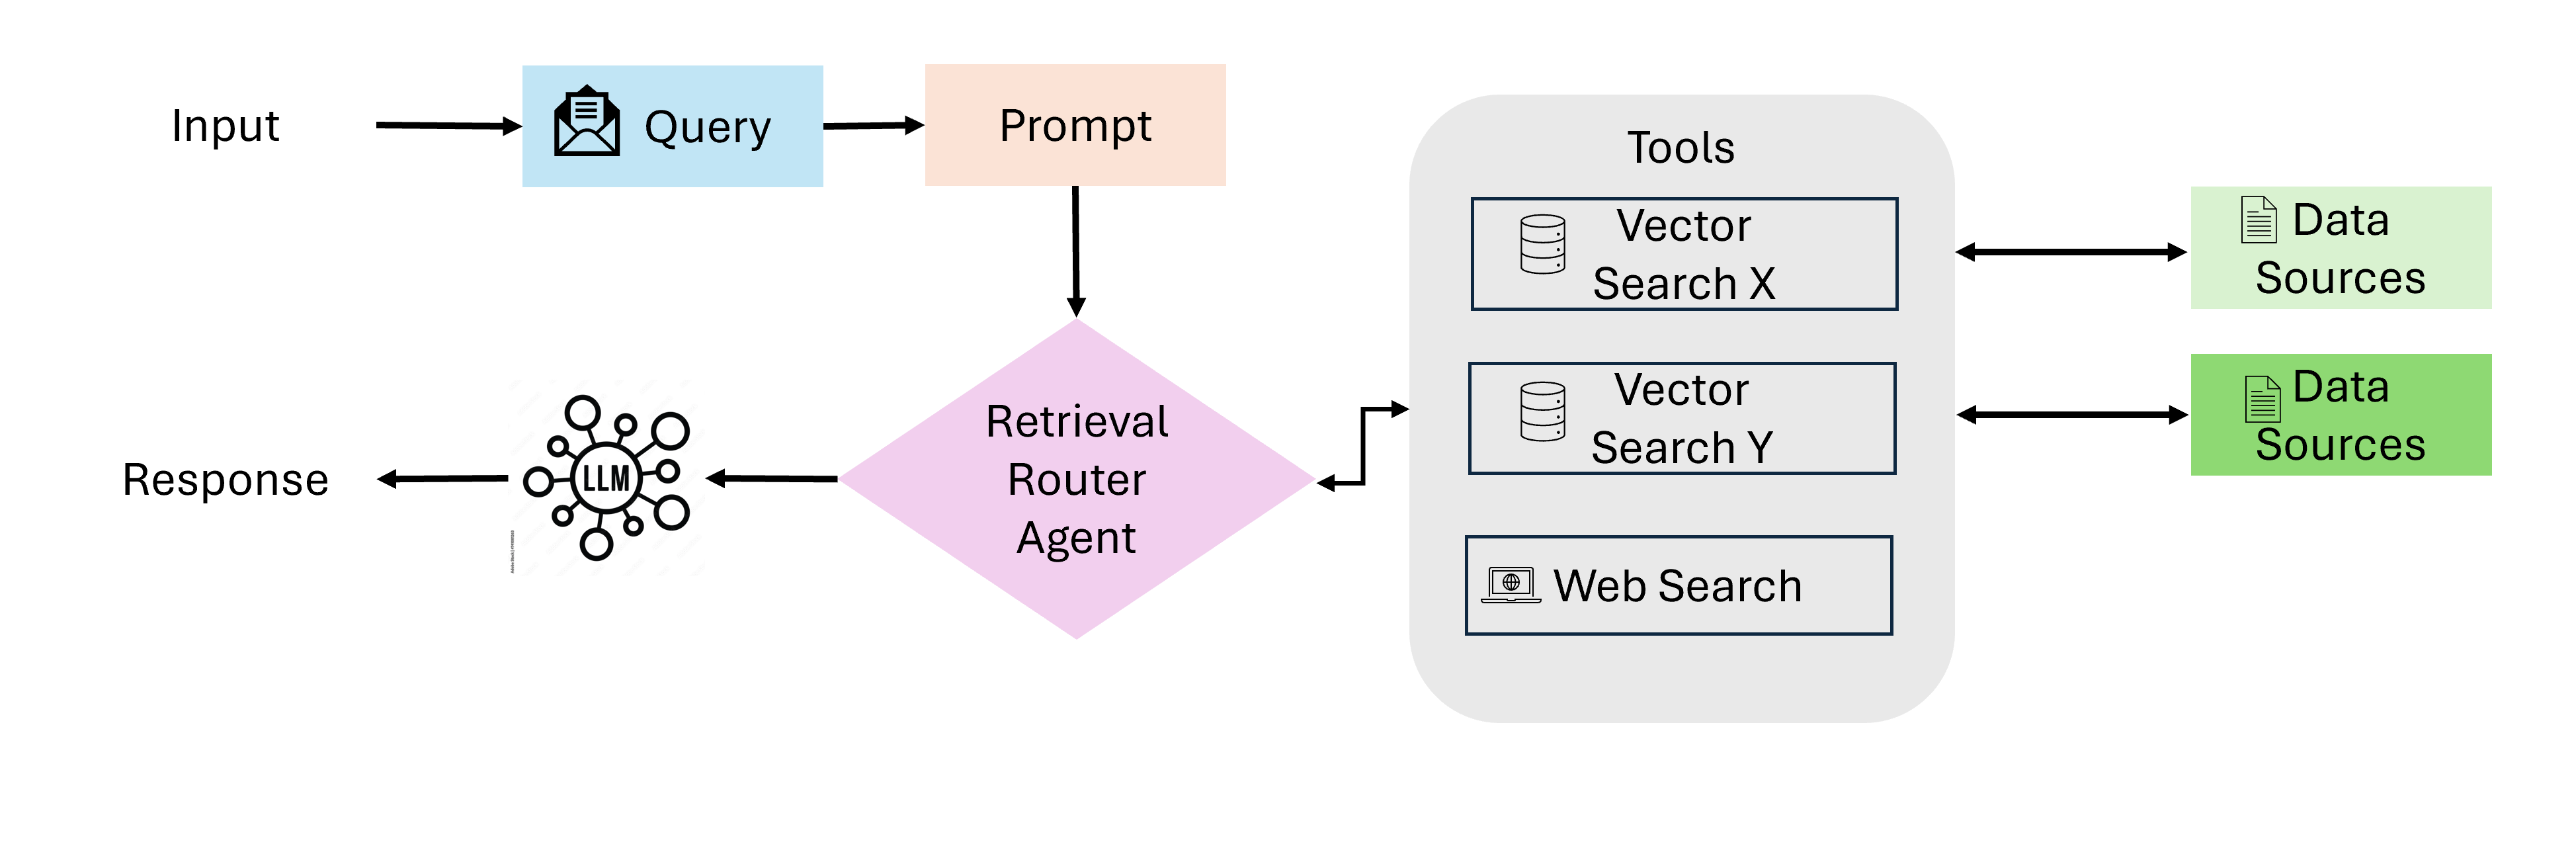 Input
Query
Prompt
Tools
Vector
Search X
Data
Sources
Vector
Search Y
Data
Sources
Retrieval
Router
Agent
LLM
Response
Web Search